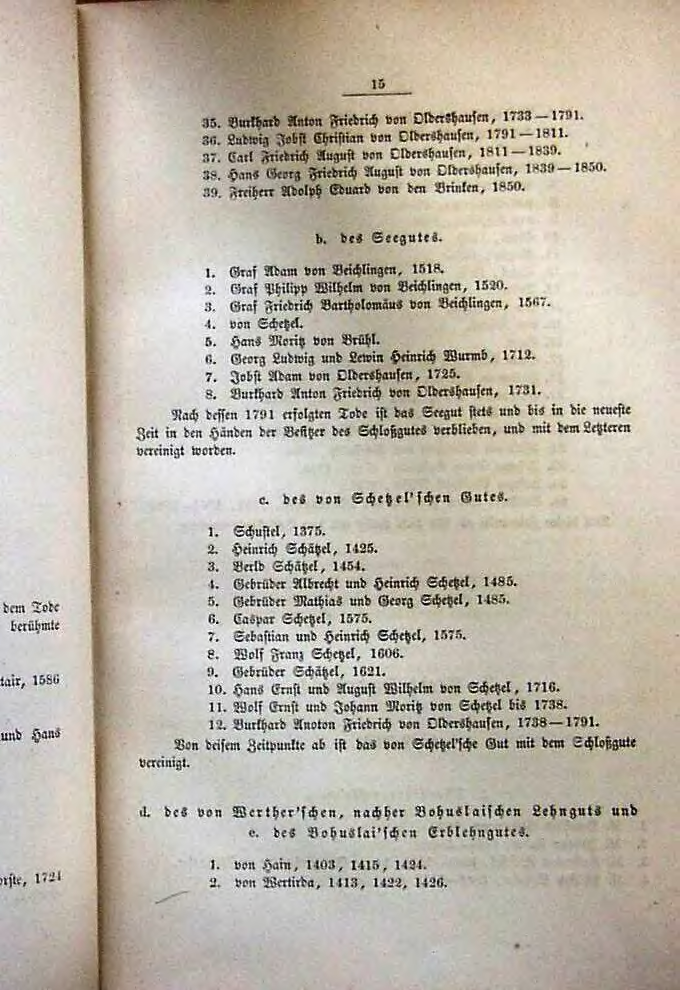 15
35. Burkhard Anton Friedrich von Oldershausen, 1733—1791.
36. Ludwig Jobst Christian von Oldershausen, 1791—1811.
37. Carl Friedrich August von Oldershausen, 1811—1839.
38. Hans Georg Friedrich August von Oldershausen, 1839—1850.
39. Freiherr Adolph Eduard von den Brinken, 1850.
b. des Seegutes.
1. Graf Adam von Beichlingen, 1518.
2. Graf Philipp Wilhelm von Beichlingen, 1520.
3. Graf Friedrich Bartholomäus von Beichlingen, 1567.
4. von Schetzel.
5. Hans Moritz von Brühl.
6. Georg Ludwig und Lewin Heinrich Wurmb, 1712.
7. Jobst Adam von Oldershausen, 1725.
8. Burkhard Anton Friedrich von Oldershausen, 1731.
Nach dessen 1791 erfolgten Tode ist das Seegut stets und bis in die neueste
Zeit in den Händen der Besitzer des Schloßgutes verblieben, und mit dem Letzteren
vereinigt worden.
c. des von Schetzel'schen Gutes.
1. Schustel, 1375.
2. Heinrich Schätzel, 1425.
3. Berld Schätzel, 1454.
4. Gebrüder Albrecht und Heinrich Schetzel, 1485.
5. Gebrüder Mathias und Georg Schetzel, 1485.
6. Caspar Schetzel, 1575.
7. Sebastian und Heinrich Schetzel, 1575.
8. Wolf Franz Schetzel, 1606.
9. Gebrüder Schätzel, 1621.
10. Hans Ernst und August Wilhelm von Schetzel, 1716.
11. Wolf Ernst und Johann Moritz von Schetzel bis 1738.
12. Burkhard Anoton Friedrich von Oldershausen, 1738—1791.
Von deisem Zeitpunkte ab ist das von Schetzel'sche Gut mit dem Schloßgute
vereinigt.
d. des von Werther'schen, nachher Bohuslaischen Lehnguts und
e. des Bohuslai'schen Erblehngutes.
1. von Hain, 1403, 1415, 1424.
2. von Wertirda, 1413, 1422, 1426.
dem Tode
berühmte
tair, 1586
und Hans
1724